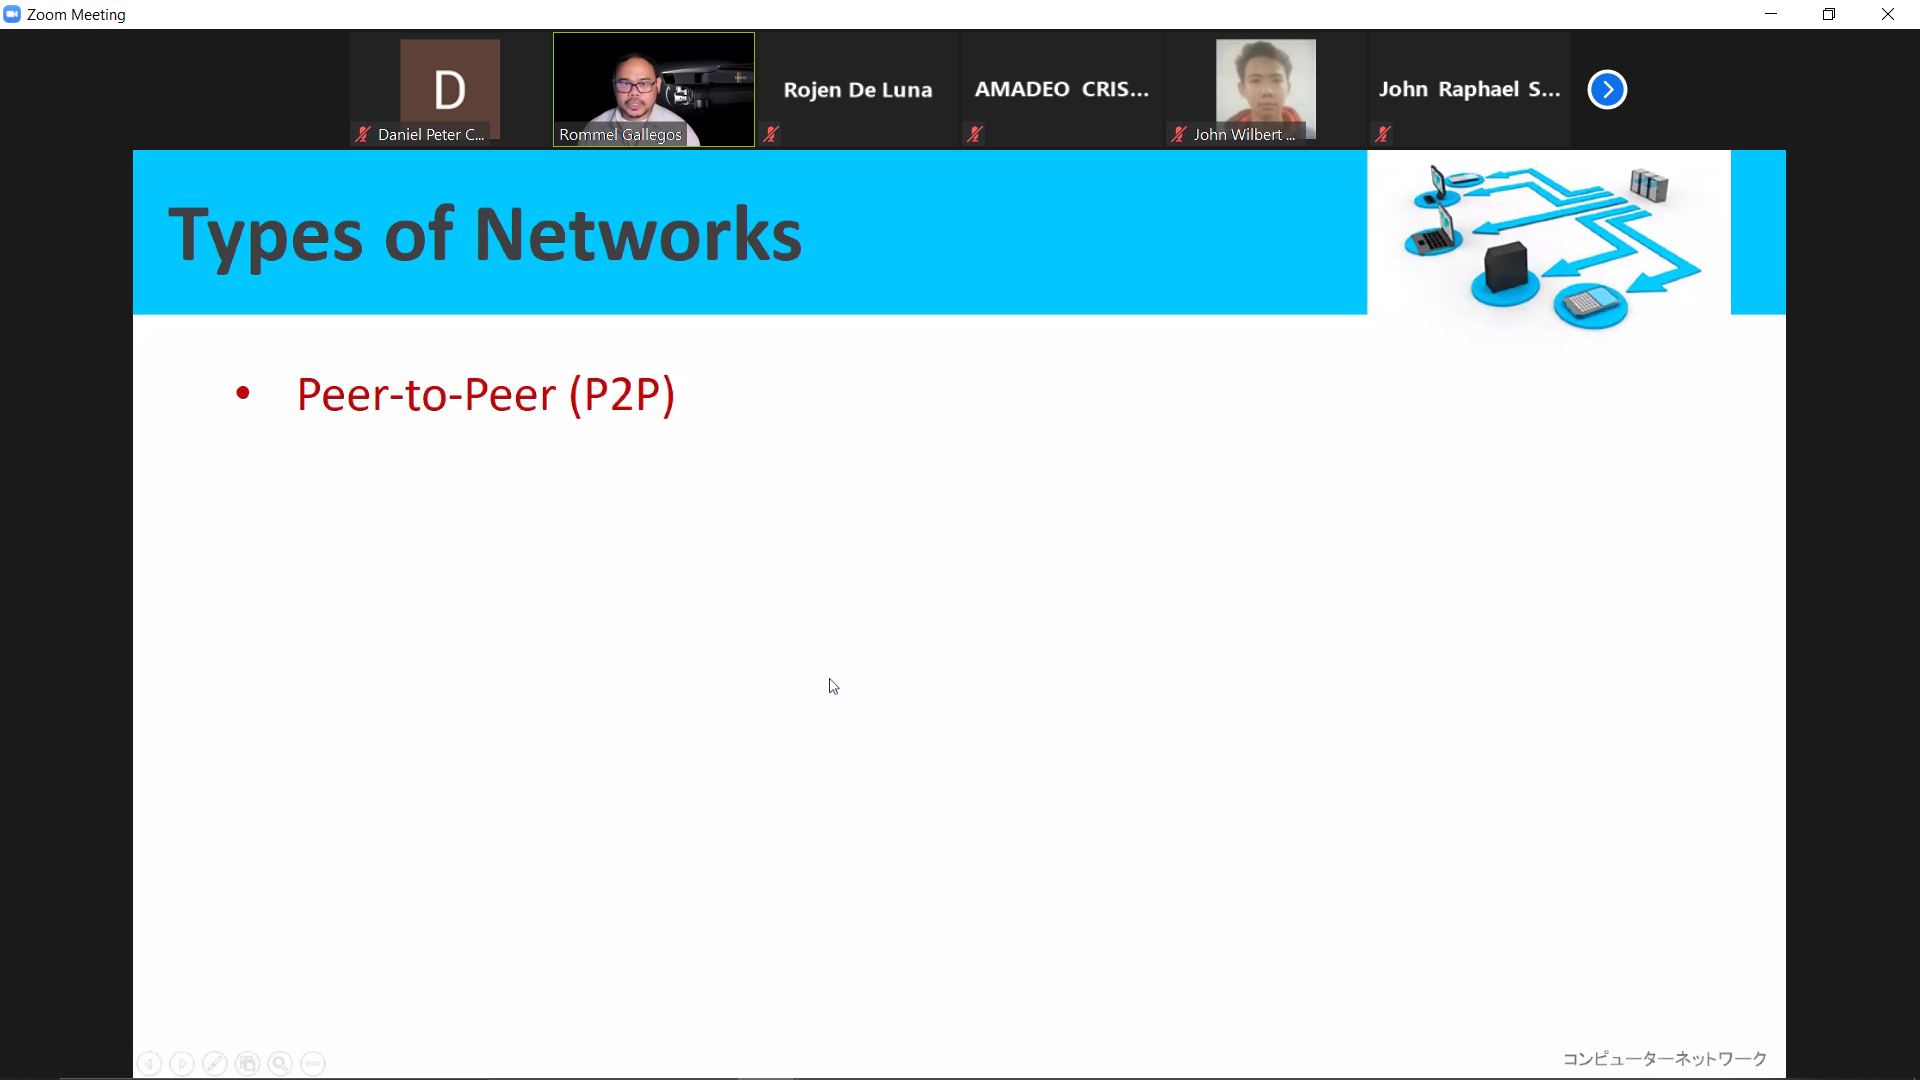 Zoom Meeting
D
Daniel Peter C...
Rommel Gallegos
Rojen De Luna
AMADEO CRIS...
John Wilbert ...
John Raphael S...
Types of Networks
• Peer-to-Peer (P2P)
コンピューターネットワーク